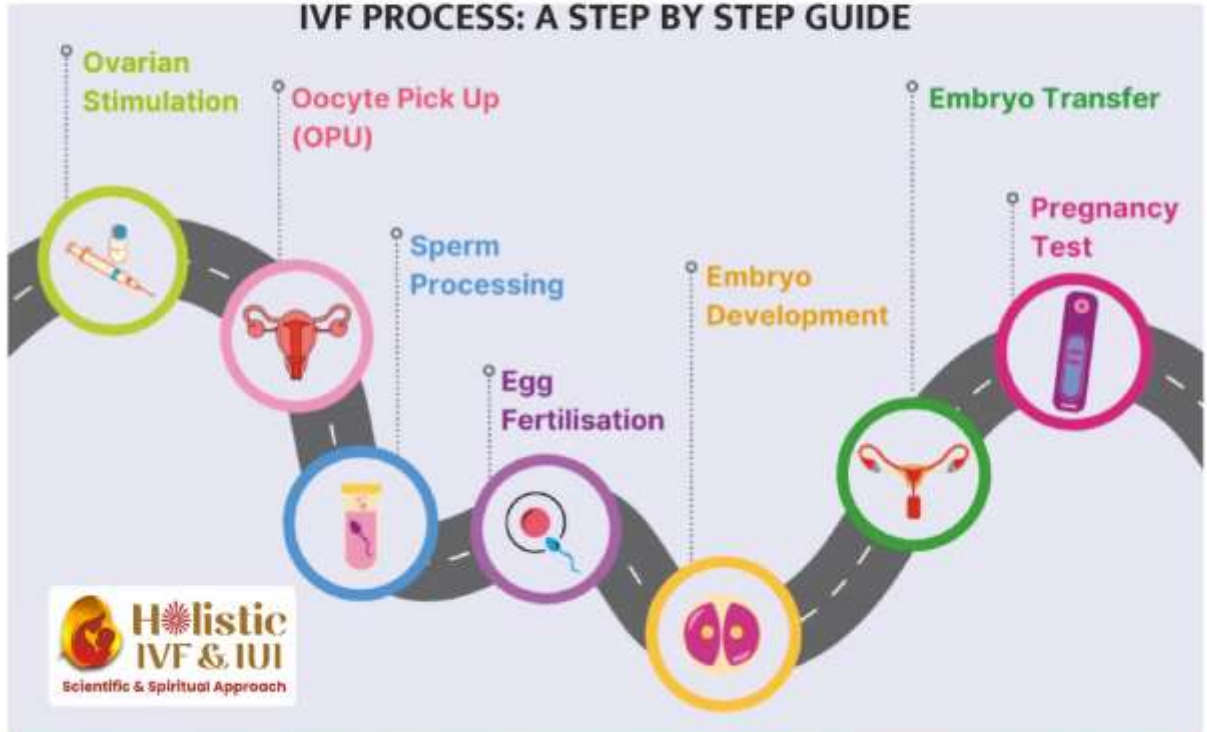 IVF PROCESS: A STEP BY STEP GUIDE
Ovarian
Stimulation
Oocyte Pick Up
(OPU)
Sperm
Processing
Egg
Fertilisation
Embryo
Development
Embryo Transfer
Pregnancy
Test
Holistic
IVF & IUI
Scientific & Spiritual Approach